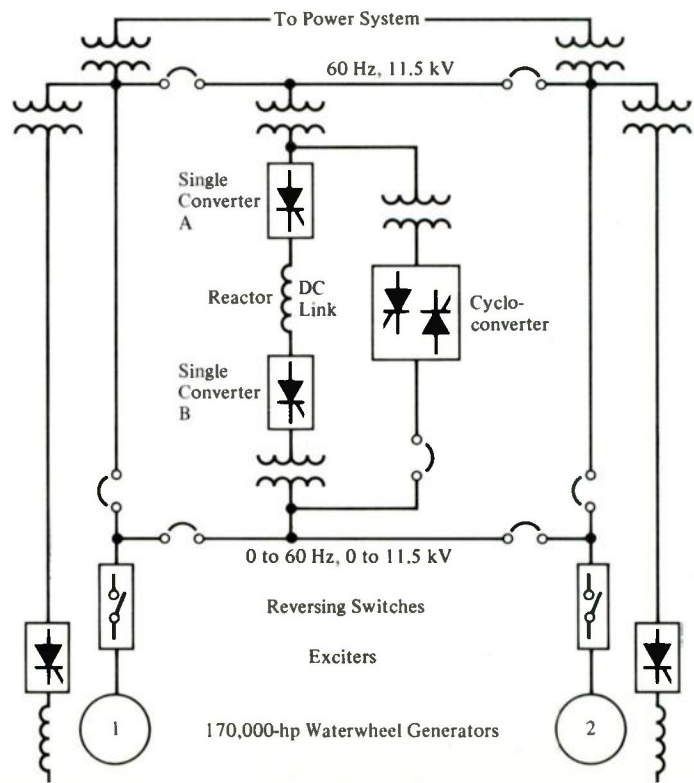 To Power System
60 Hz, 11.5 kV
Single
Converter
A
Reactor
DC
Link
Cyclo-
converter
Single
Converter
B
0 to 60 Hz, 0 to 11.5 kV
Reversing Switches
Exciters
1
170,000-hp Waterwheel Generators
2